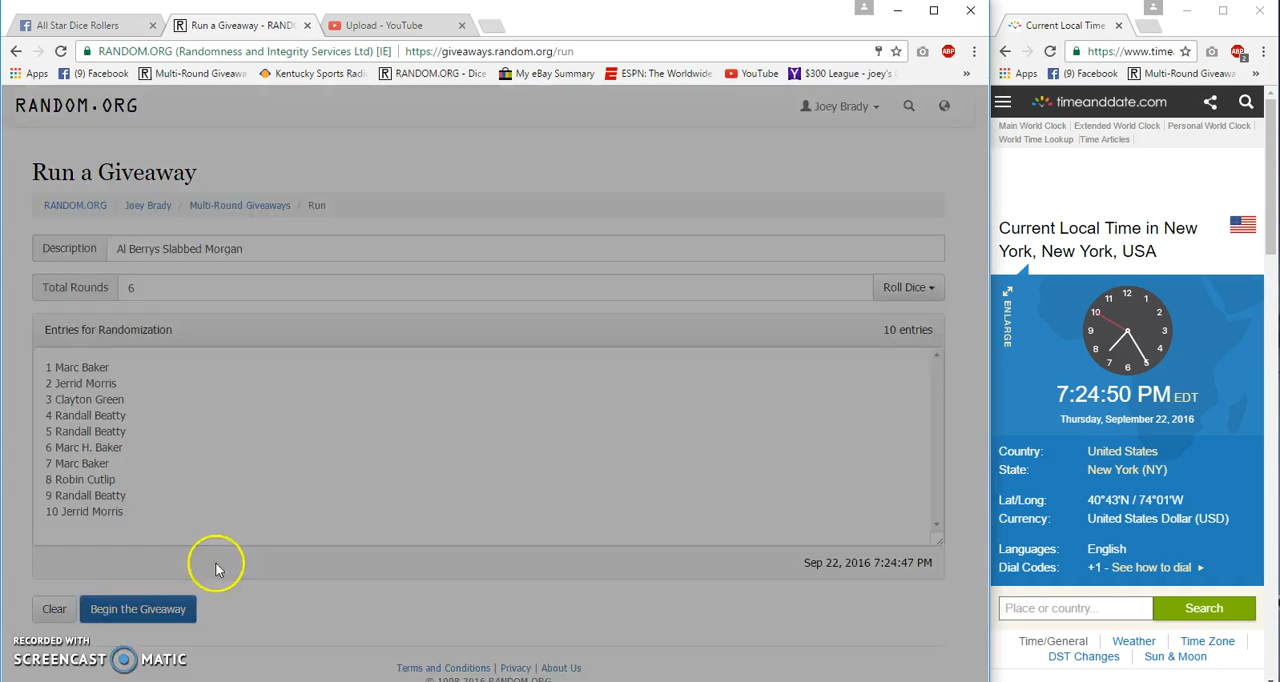 All Star Dice Rollers
Run a Giveaway - RAND
Upload - YouTube
Current Local Time
RANDOM.ORG (Randomness and Integrity Services Ltd) [IE] https://giveaways.random.org/run
https://www.time.
Apps (9) Facebook Multi-Round Giveawa Kentucky Sports Radi RANDOM.ORG - Dice My eBay Summary ESPN: The Worldwide YouTube $300 League - joey's
Apps (9) Facebook Multi-Round Giveawa
RANDOM.ORG
Joey Brady
Run a Giveaway
RANDOM.ORG / Joey Brady / Multi-Round Giveaways / Run
Description Al Berrys Slabbed Morgan
Total Rounds 6 Roll Dice
Entries for Randomization 10 entries
1 Marc Baker
2 Jerrid Morris
3 Clayton Green
4 Randall Beatty
5 Randall Beatty
6 Marc H. Baker
7 Marc Baker
8 Robin Cutlip
9 Randall Beatty
10 Jerrid Morris
Sep 22, 2016 7:24:47 PM
Clear Begin the Giveaway
RECORDED WITH
SCREENCAST MATIC
Terms and Conditions | Privacy | About Us
© 1998-2016 RANDOM.ORG
timeanddate.com
Main World Clock Extended World Clock Personal World Clock
World Time Lookup Time Articles
Current Local Time in New
York, New York, USA
ENLARGE
12 1 2 3 4 5 6 7 8 9 10 11
7:24:50 PM EDT
Thursday, September 22, 2016
Country: United States
State: New York (NY)
Lat/Long: 40°43'N / 74°01'W
Currency: United States Dollar (USD)
Languages: English
Dial Codes: +1 - See how to dial
Place or country... Search
Time/General Weather Time Zone
DST Changes Sun & Moon